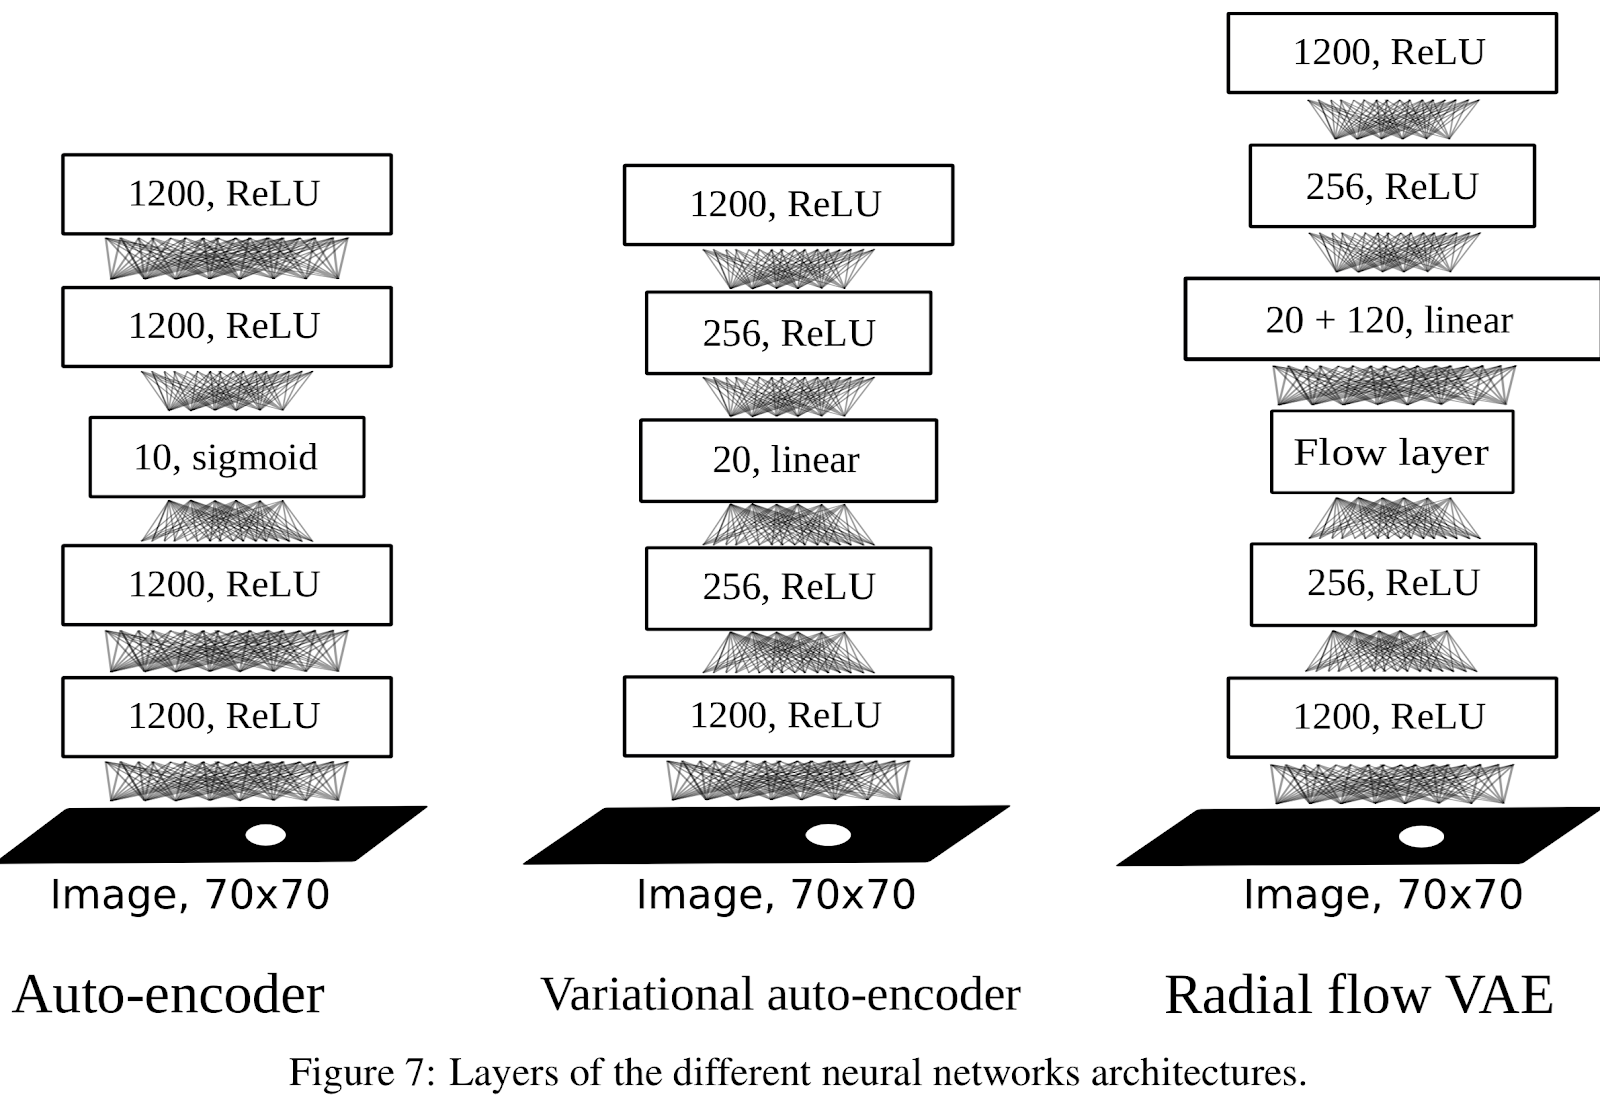 1200, ReLU
1200, ReLU
10, sigmoid
1200, ReLU
1200, ReLU
Image, 70x70
Auto-encoder
1200, ReLU
256, ReLU
20, linear
256, ReLU
1200, ReLU
Image, 70x70
Variational auto-encoder
1200, ReLU
256, ReLU
20 + 120, linear
Flow layer
256, ReLU
1200, ReLU
Image, 70x70
Radial flow VAE
Figure 7: Layers of the different neural networks architectures.